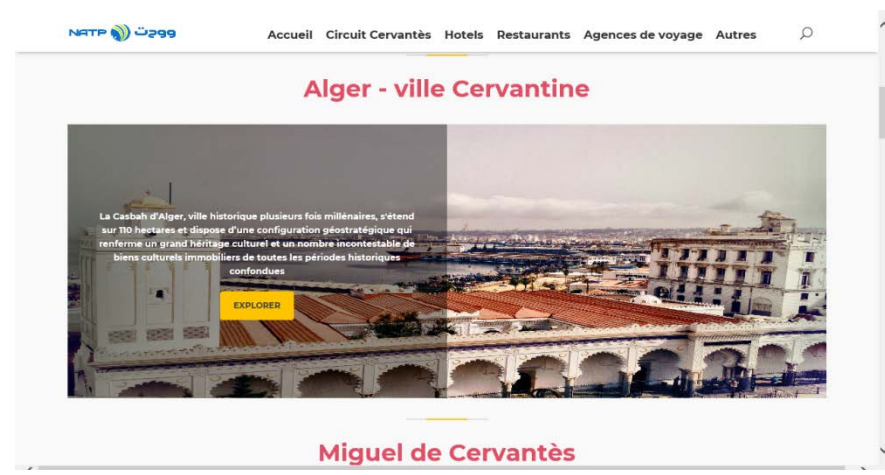 NATP
Accueil Circuit Cervantès Hotels Restaurants Agences de voyage Autres
Alger - ville Cervantine
La Casbah d'Alger, ville historique plusieurs fois millénaires, s'étend
sur 110 hectares et dispose d'une configuration géostratégique qui
renferme un grand héritage culturel et un nombre incontestable de
biens culturels immobiliers de toutes les périodes historiques
confondues
EXPLORER
Miguel de Cervantès